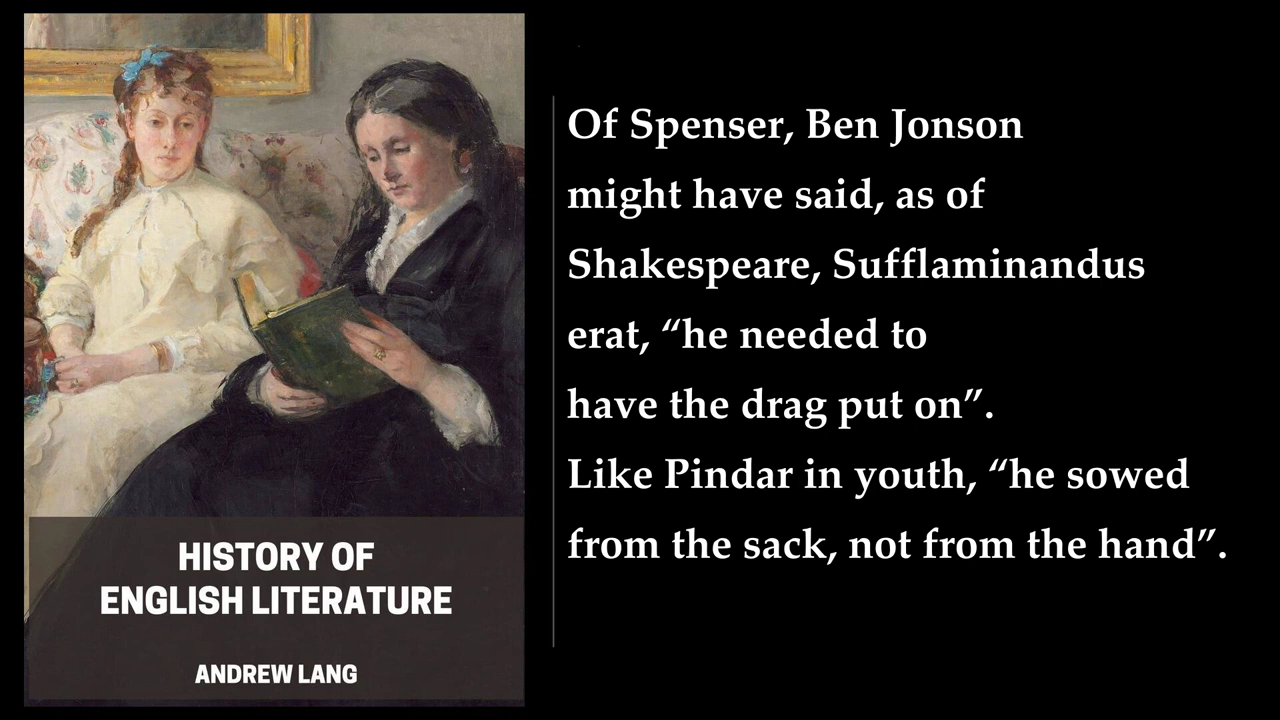 HISTORY OF
ENGLISH LITERATURE
ANDREW LANG
Of Spenser, Ben Jonson
might have said, as of
Shakespeare, Sufflaminandus
erat, “he needed to
have the drag put on”.
Like Pindar in youth, “he sowed
from the sack, not from the hand”.